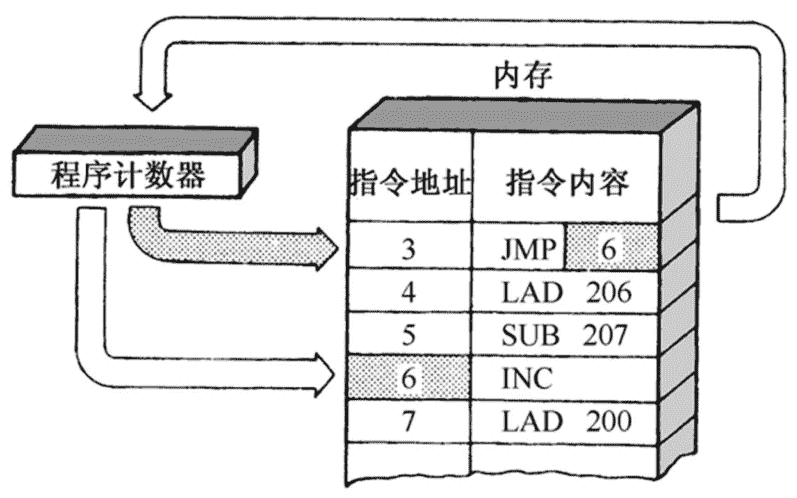 内存
程序计数器
指令地址 指令内容
3 JMP 6
4 LAD 206
5 SUB 207
6 INC
7 LAD 200